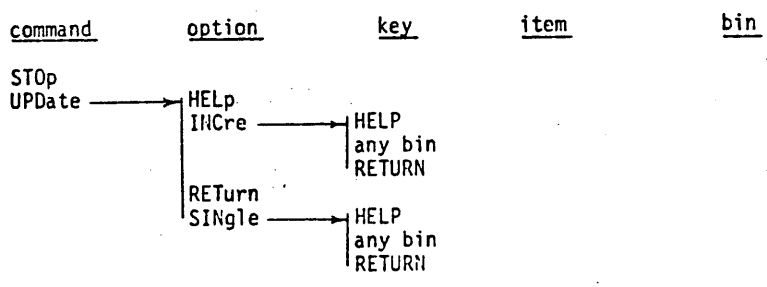 command option key item bin
STOp
UPDate HELp
INCre HELP
any bin
RETURN
RETurn
SINgle HELP
any bin
RETURN